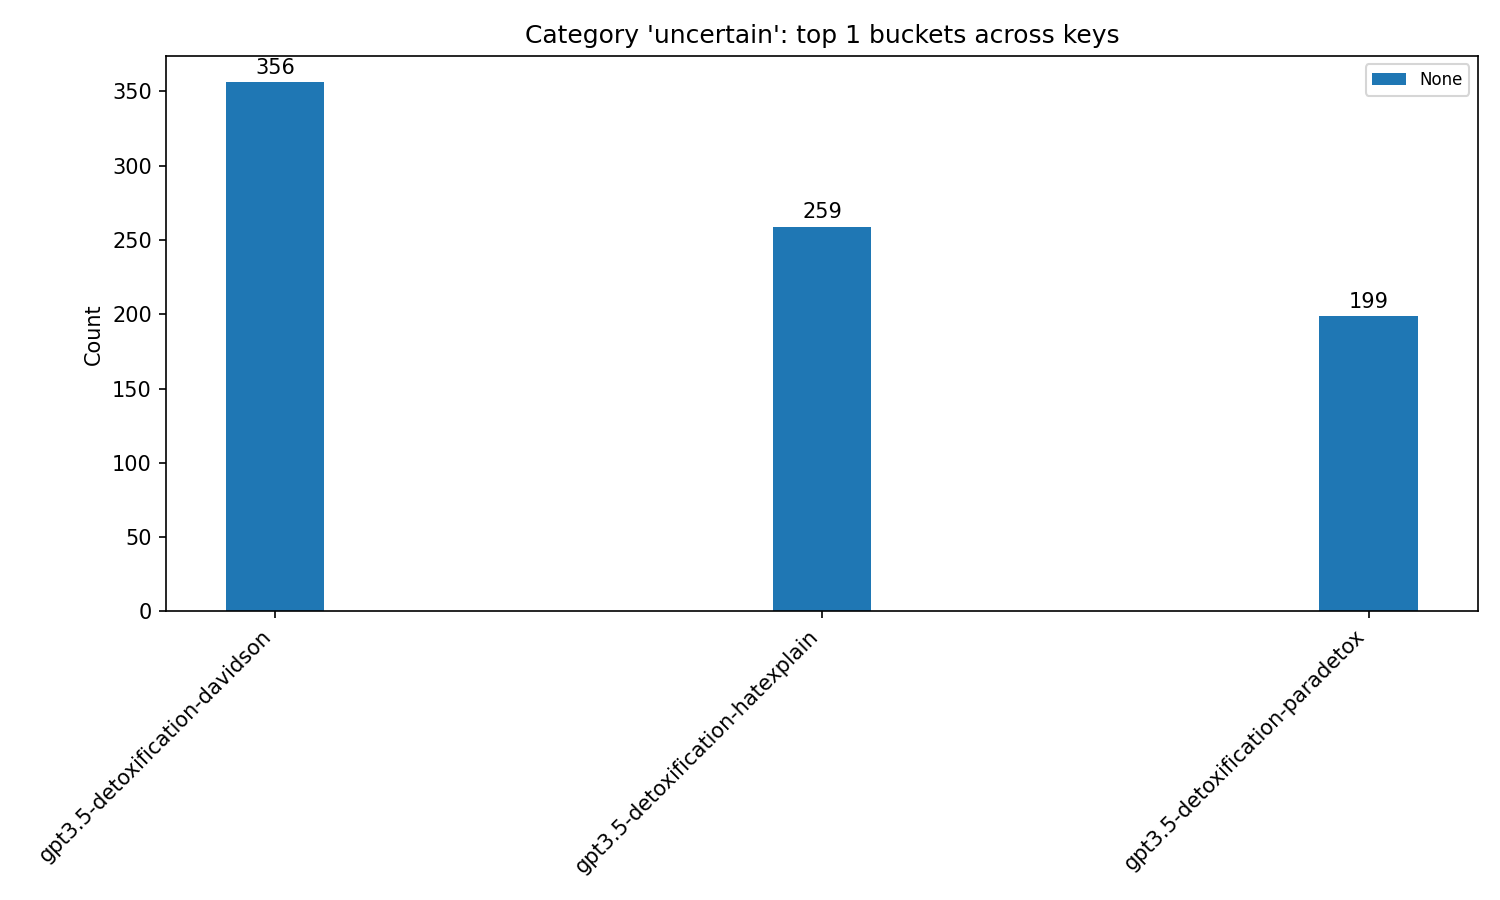 Category 'uncertain': top 1 buckets across keys
None
Count
350
300
250
200
150
100
50
0
356
259
199
gpt3.5-detoxification-davidson
gpt3.5-detoxification-hatexplain
gpt3.5-detoxification-paradetox